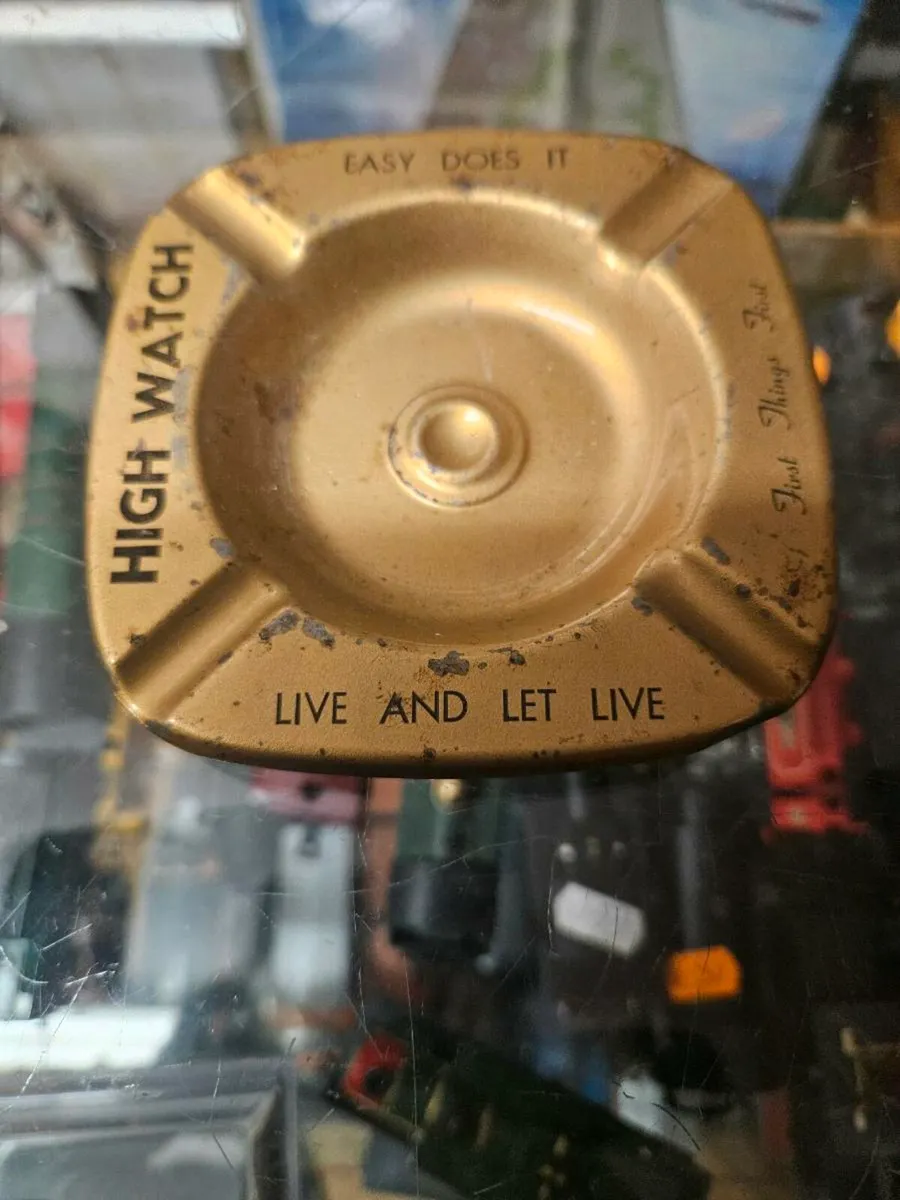 EASY DOES IT
HIGH WATCH
First Things First
LIVE AND LET LIVE